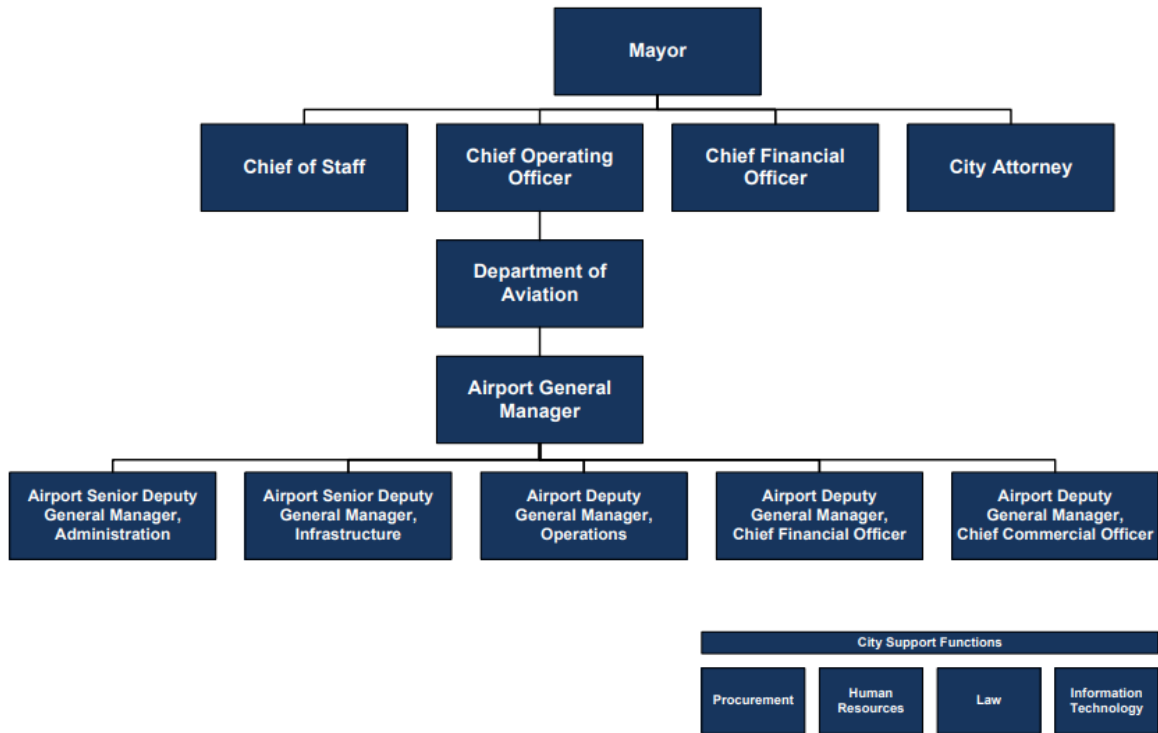 Mayor
Chief of Staff
Chief Operating
Officer
Chief Financial
Officer
City Attorney
Department of
Aviation
Airport General
Manager
Airport Senior Deputy
General Manager,
Administration
Airport Senior Deputy
General Manager,
Infrastructure
Airport Deputy
General Manager,
Operations
Airport Deputy
General Manager,
Chief Financial Officer
Airport Deputy
General Manager,
Chief Commercial Officer
City Support Functions
Procurement
Human
Resources
Law
Information
Technology